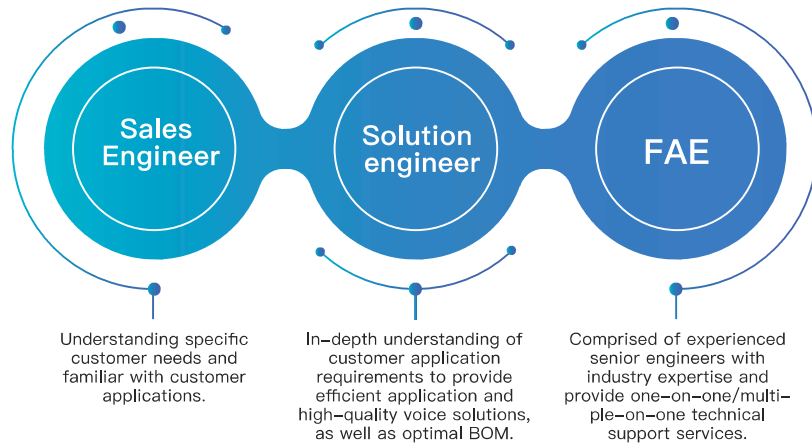 Sales
Engineer
Solution
engineer
FAE
Understanding specific
customer needs and
familiar with customer
applications.
In-depth understanding of
customer application
requirements to provide
efficient application and
high-quality voice solutions,
as well as optimal BOM.
Comprised of experienced
senior engineers with
industry expertise and
provide one-on-one/multi-
ple-on-one technical
support services.